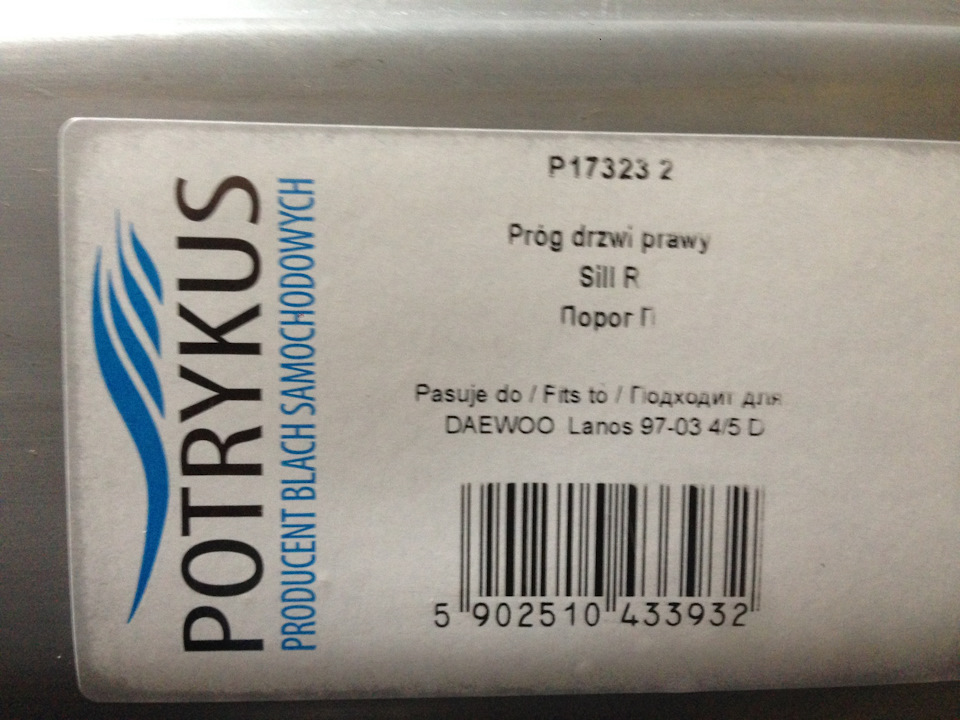 POTRYKUS
PRODUCENT BLACH SAMOCHODOWYCH
P17323 2
Próg drzwi prawy
Sill R
Порог П
Pasuje do / Fits to / Подходит для
DAEWOO Lanos 97-03 4/5 D
5 902510 433932